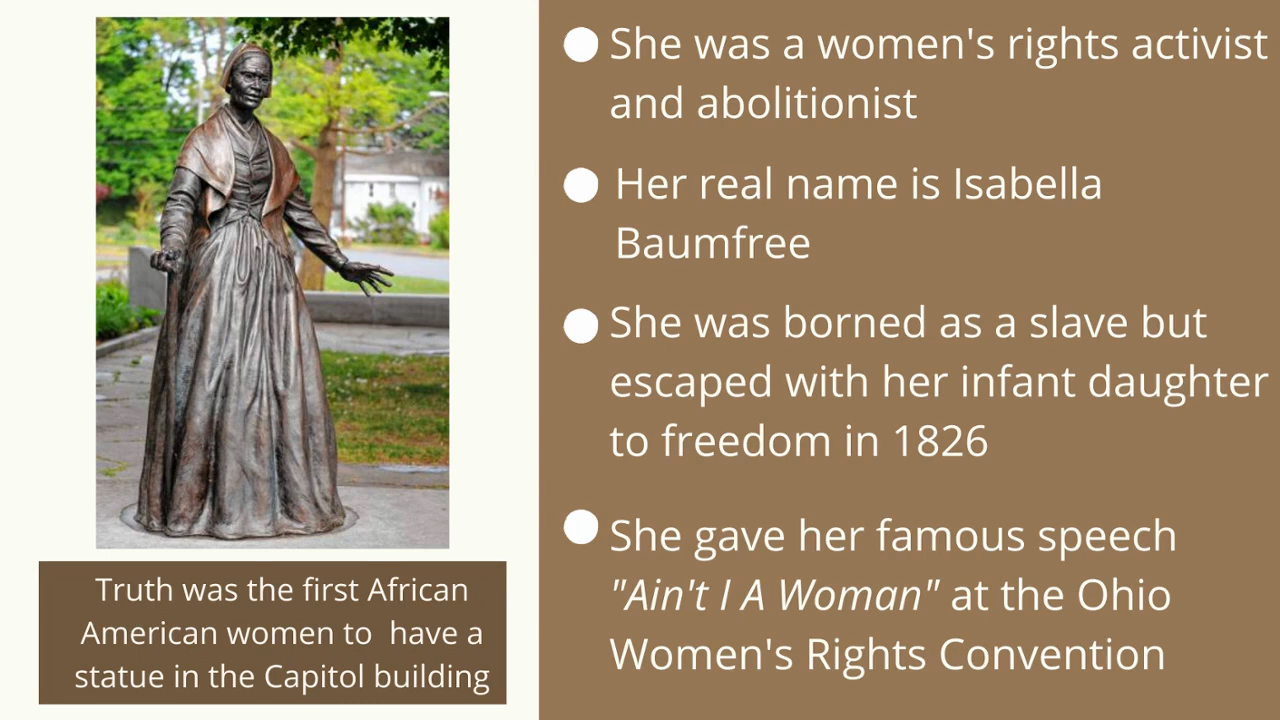 She was a women's rights activist
and abolitionist
Her real name is Isabella
Baumfree
She was borned as a slave but
escaped with her infant daughter
to freedom in 1826
She gave her famous speech
"Ain't I A Woman" at the Ohio
Women's Rights Convention
Truth was the first African
American women to  have a
statue in the Capitol building